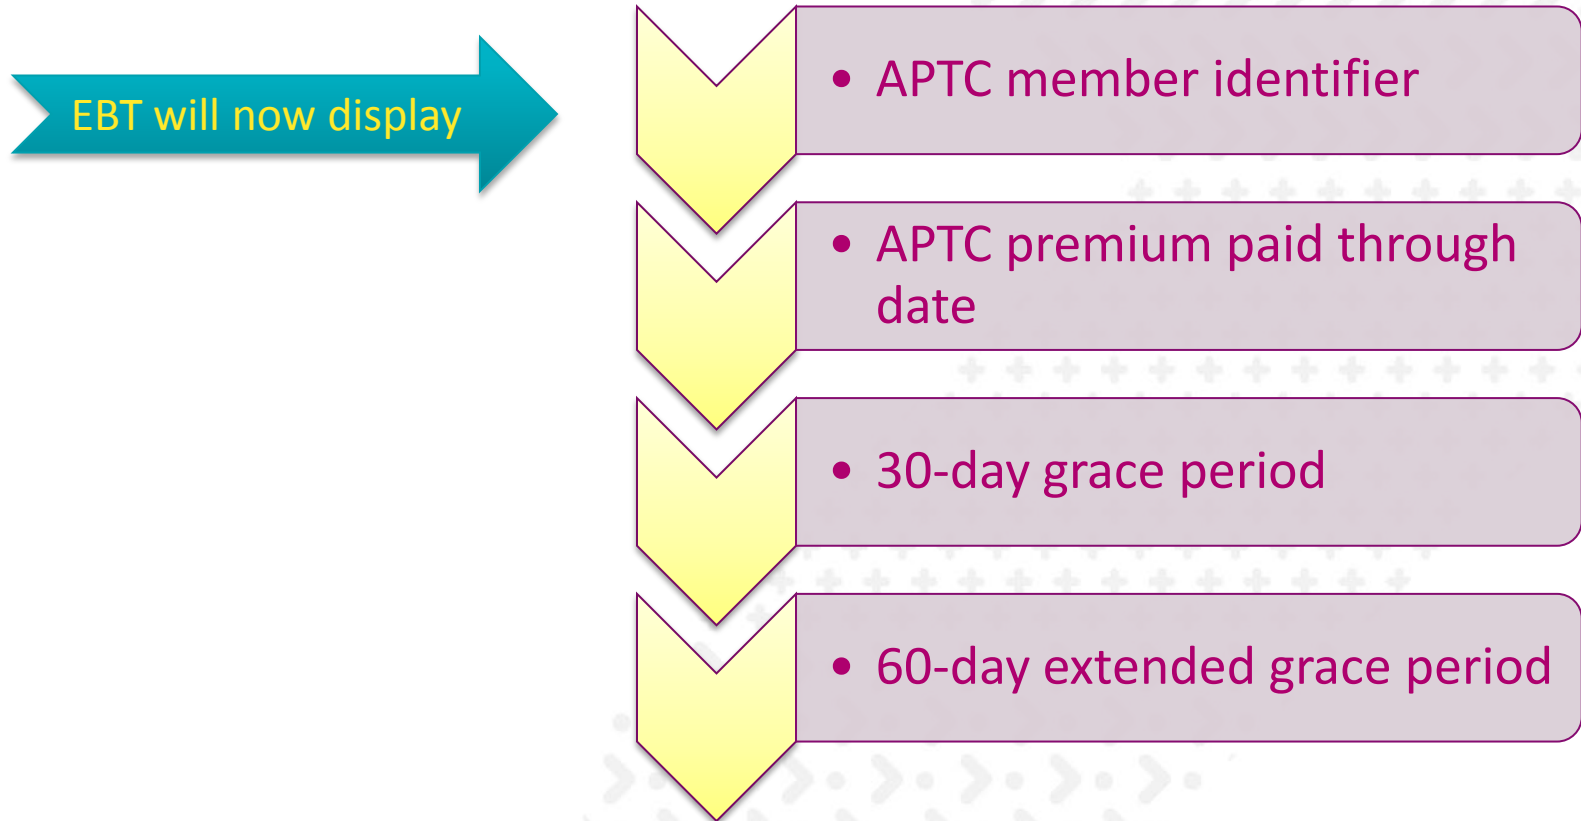 EBT will now display
• APTC member identifier
• APTC premium paid through
date
• 30-day grace period
• 60-day extended grace period